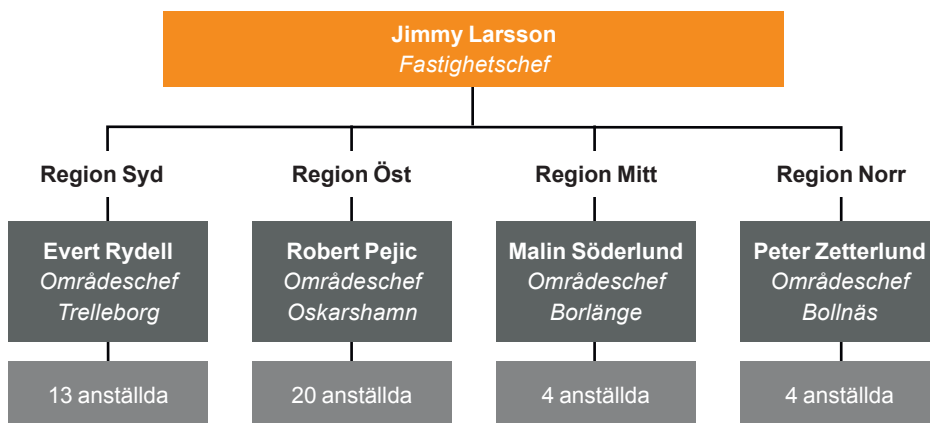 Jimmy Larsson
Fastighetschef
Region Syd
Evert Rydell
Områdeschef
Trelleborg
13 anställda
Region Öst
Robert Pejic
Områdeschef
Oskarshamn
20 anställda
Region Mitt
Malin Söderlund
Områdeschef
Borlänge
4 anställda
Region Norr
Peter Zetterlund
Områdeschef
Bollnäs
4 anställda